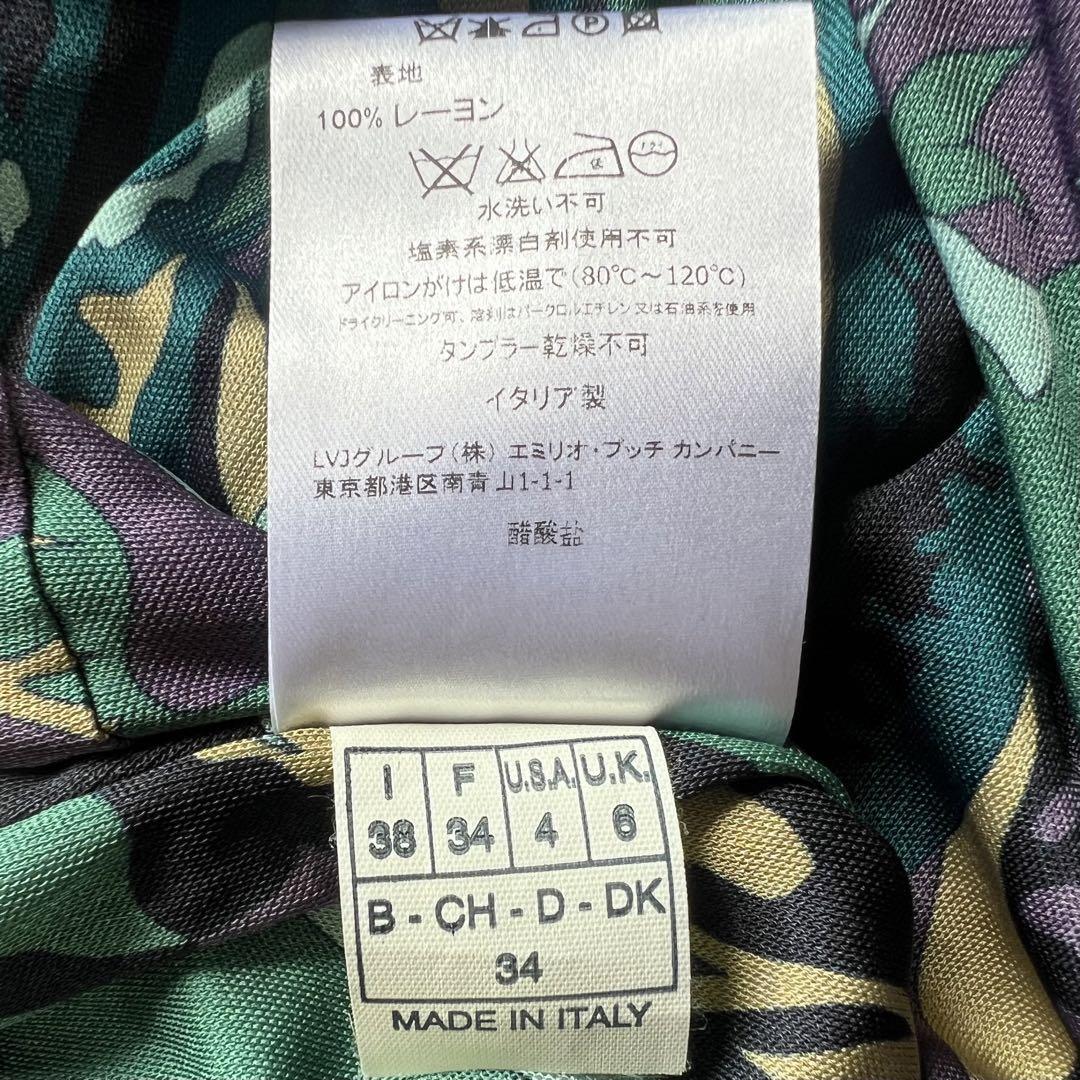 表地
100% レーヨン
低 ドライ
水洗い不可
塩素系漂白剤使用不可
アイロンがけは低温で(80℃～120℃)
ドライクリーニング可、溶剤はパークロルエチレン又は石油系を使用
タンブラー乾燥不可
イタリア製
LVJグループ(株) エミリオ・プッチ カンパニー
東京都港区南青山1-1-1
醋酸盐
I F U.S.A. U.K.
38 34 4 6
B - CH - D - DK
34
MADE IN ITALY